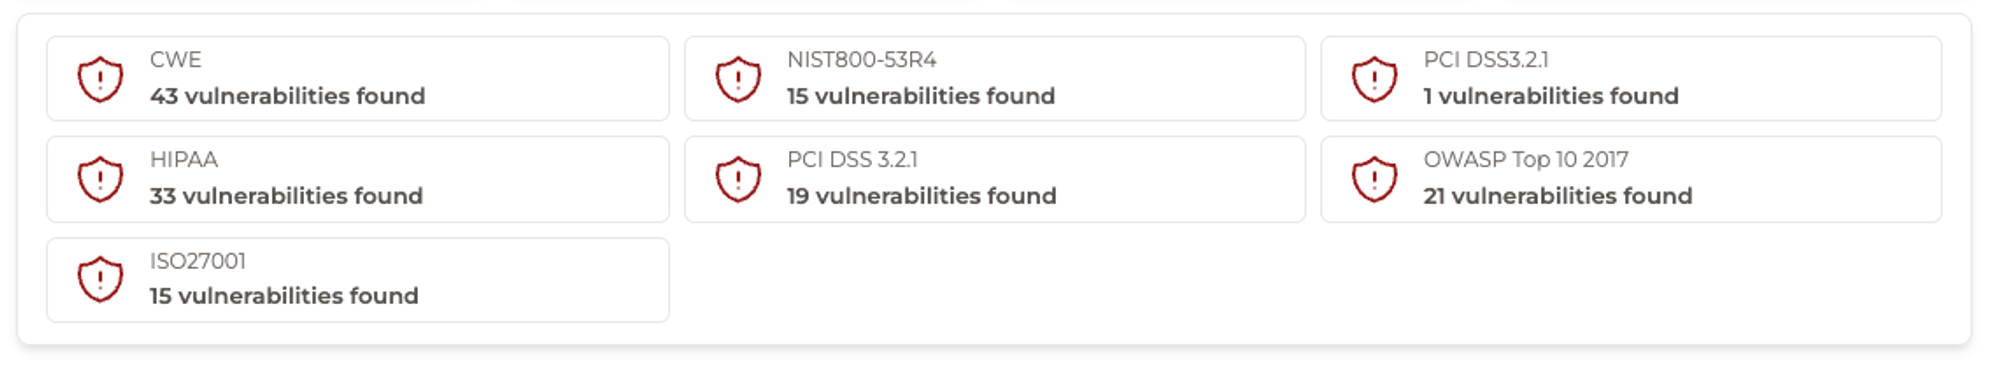 CWE
43 vulnerabilities found
NIST800-53R4
15 vulnerabilities found
PCI DSS3.2.1
1 vulnerabilities found
HIPAA
33 vulnerabilities found
PCI DSS 3.2.1
19 vulnerabilities found
OWASP Top 10 2017
21 vulnerabilities found
ISO27001
15 vulnerabilities found